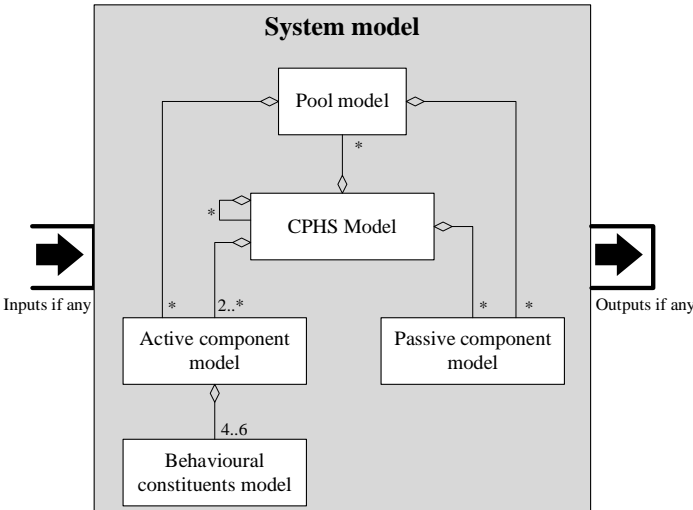 System model
Pool model
*
CPHS Model
*
Inputs if any
Outputs if any
*
2..*
*
*
Active component
model
Passive component
model
4..6
Behavioural
constituents model